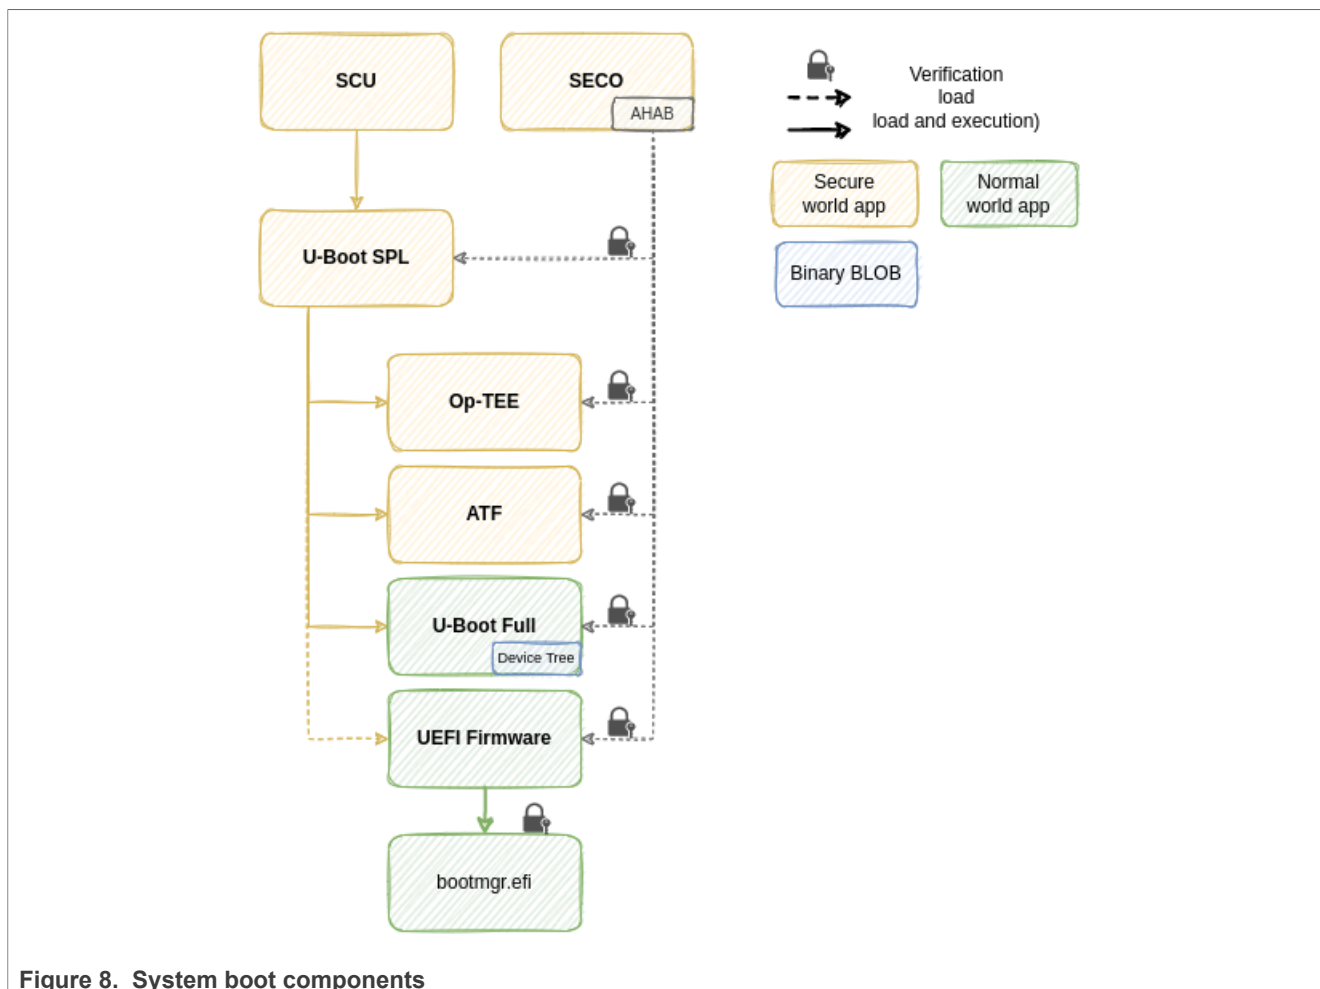 SCU
SECO
AHAB
Verification
load
load and execution)
Secure
world app
Normal
world app
Binary BLOB
U-Boot SPL
Op-TEE
ATF
U-Boot Full
Device Tree
UEFI Firmware
bootmgr.efi
Figure 8. System boot components